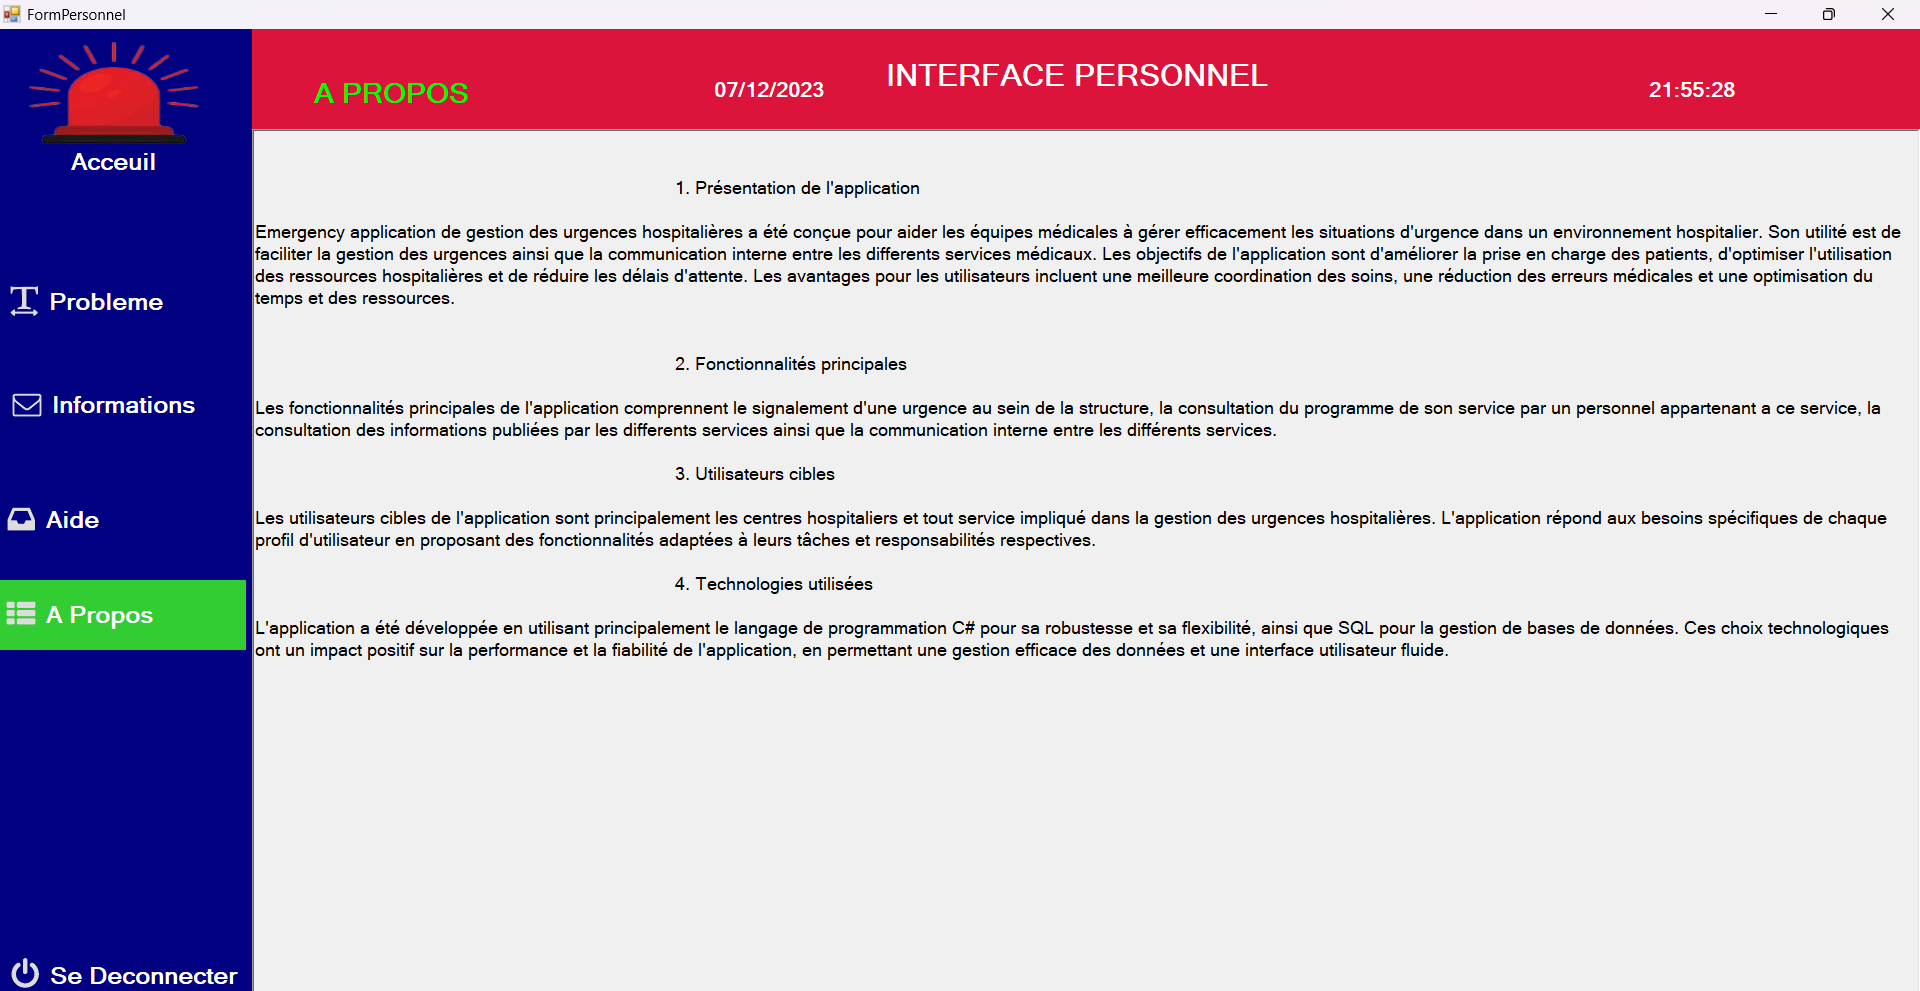 FormPersonnel
Acceuil
Probleme
Informations
Aide
A Propos
Se Deconnecter
A PROPOS
07/12/2023
INTERFACE PERSONNEL
21:55:28
1. Présentation de l'application
Emergency application de gestion des urgences hospitalières a été conçue pour aider les équipes médicales à gérer efficacement les situations d'urgence dans un environnement hospitalier. Son utilité est de
faciliter la gestion des urgences ainsi que la communication interne entre les differents services médicaux. Les objectifs de l'application sont d'améliorer la prise en charge des patients, d'optimiser l'utilisation
des ressources hospitalières et de réduire les délais d'attente. Les avantages pour les utilisateurs incluent une meilleure coordination des soins, une réduction des erreurs médicales et une optimisation du
temps et des ressources.
2. Fonctionnalités principales
Les fonctionnalités principales de l'application comprennent le signalement d'une urgence au sein de la structure, la consultation du programme de son service par un personnel appartenant a ce service, la
consultation des informations publiées par les differents services ainsi que la communication interne entre les différents services.
3. Utilisateurs cibles
Les utilisateurs cibles de l'application sont principalement les centres hospitaliers et tout service impliqué dans la gestion des urgences hospitalières. L'application répond aux besoins spécifiques de chaque
profil d'utilisateur en proposant des fonctionnalités adaptées à leurs tâches et responsabilités respectives.
4. Technologies utilisées
L'application a été développée en utilisant principalement le langage de programmation C# pour sa robustesse et sa flexibilité, ainsi que SQL pour la gestion de bases de données. Ces choix technologiques
ont un impact positif sur la performance et la fiabilité de l'application, en permettant une gestion efficace des données et une interface utilisateur fluide.